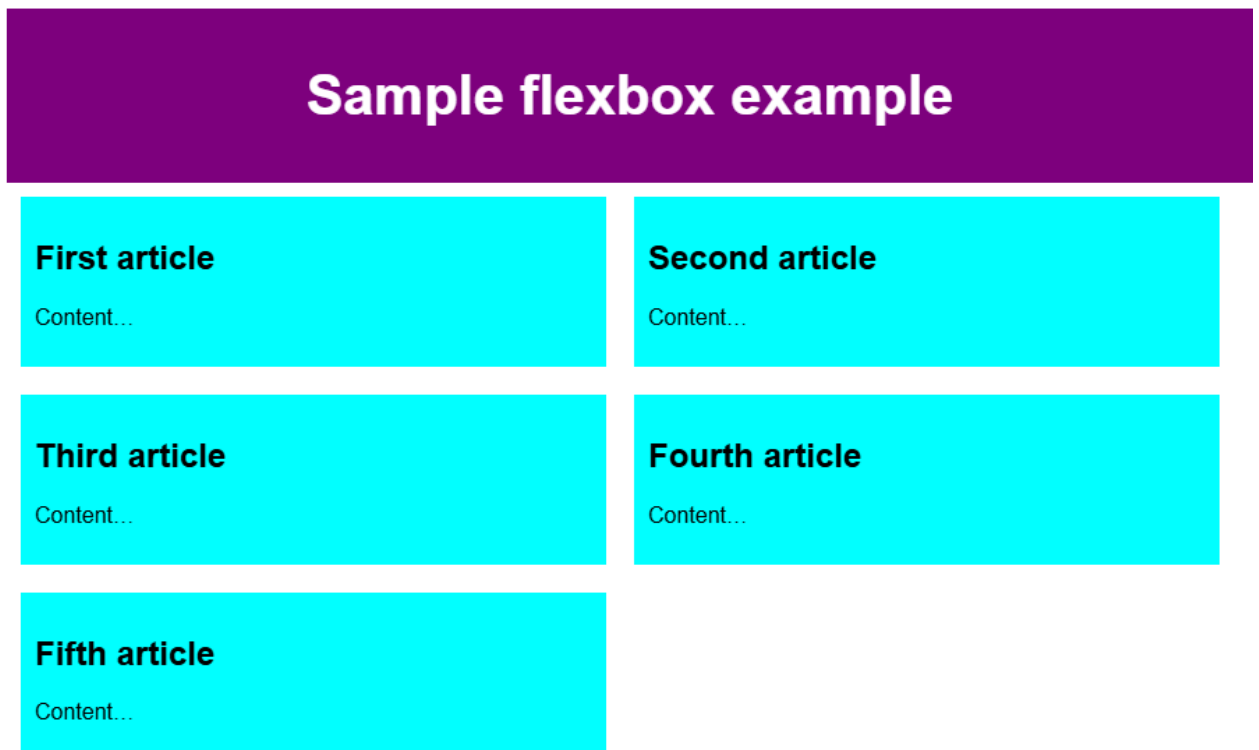 Sample flexbox example
First article
Content…
Second article
Content…
Third article
Content…
Fourth article
Content…
Fifth article
Content…